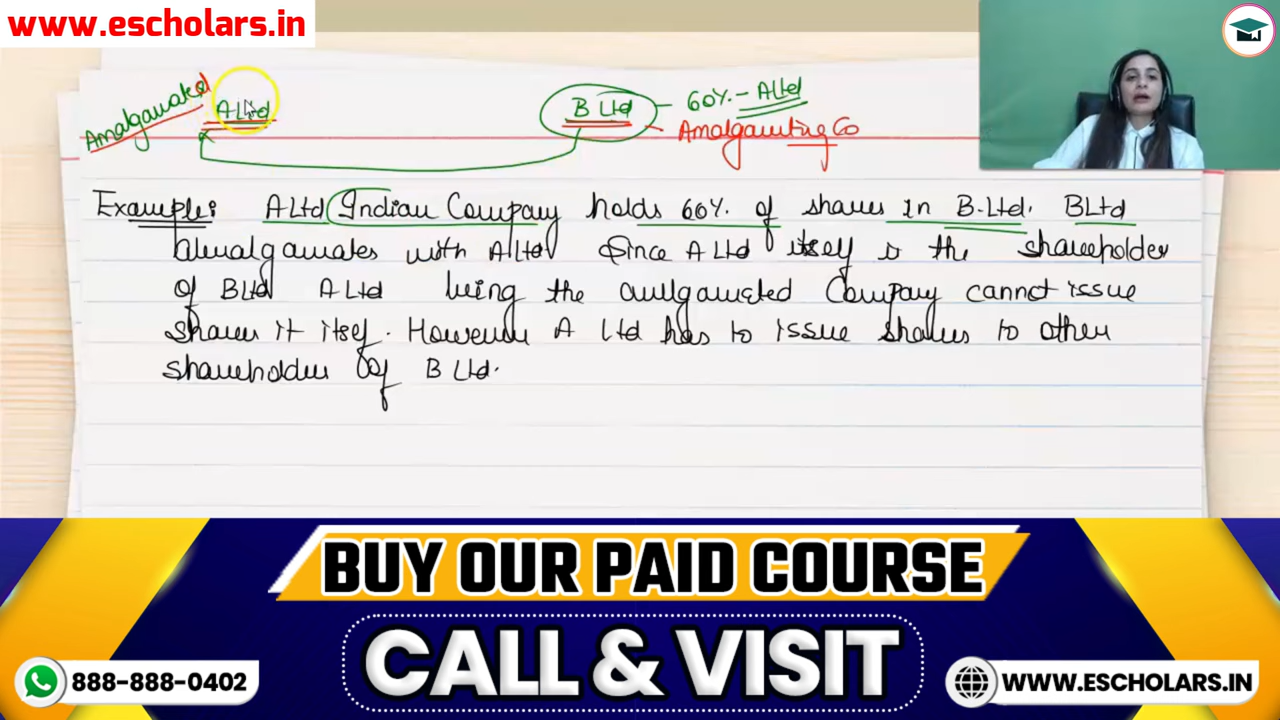 www.escholars.in
Amalgamated A Ltd
B Ltd 60%. - A Ltd
Amalgamating Co
Example: A Ltd Indian Company holds 60%. of shares in B.Ltd. B Ltd
Amalgamates with A Ltd Since A Ltd itself is the shareholder
of B Ltd A Ltd being the amlgamated Company cannot issue
shares it itself. However A Ltd has to issue shares to other
shareholder of B Ltd.
BUY OUR PAID COURSE
CALL & VISIT
888-888-0402
WWW.ESCHOLARS.IN